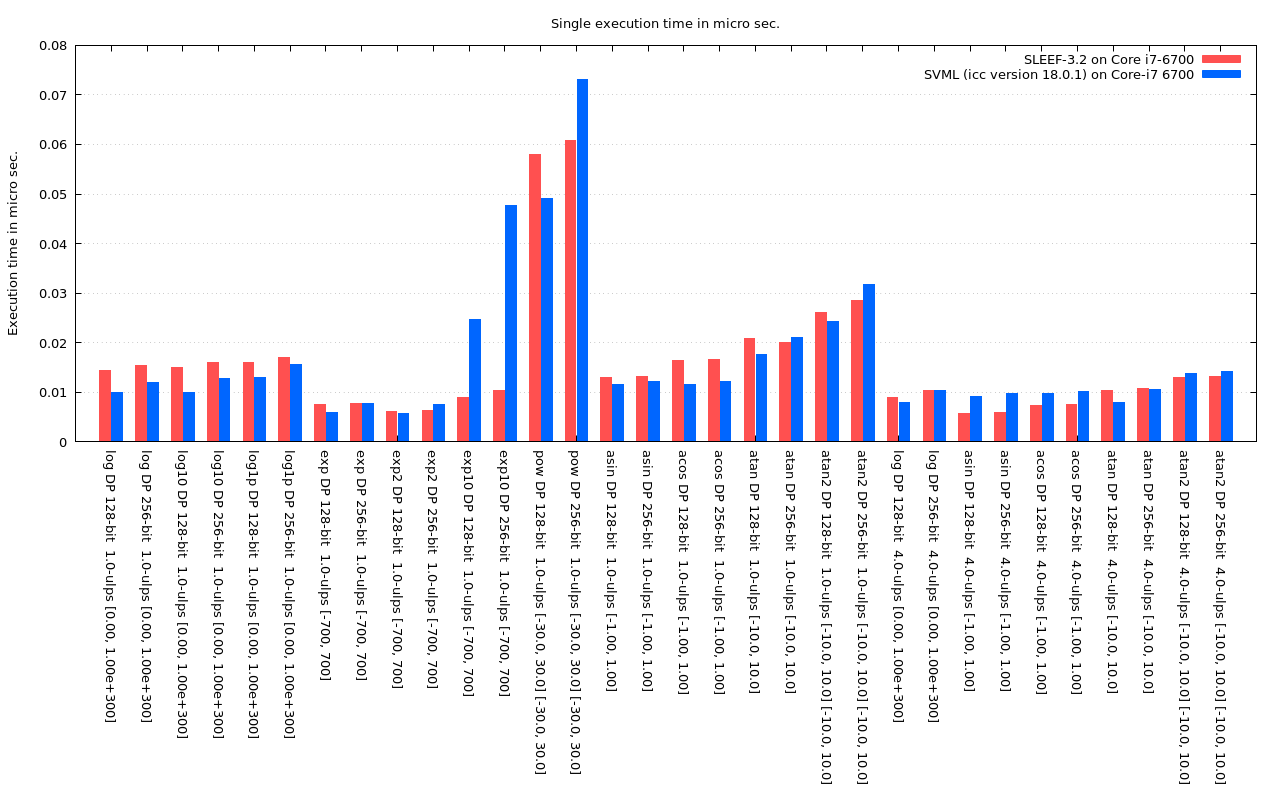 Single execution time in micro sec.
SLEEF-3.2 on Core i7-6700
SVML (icc version 18.0.1) on Core-i7 6700
Execution time in micro sec.
0.08
0.07
0.06
0.05
0.04
0.03
0.02
0.01
0
log DP 128-bit  1.0-ulps [0.00, 1.00e+300]
log DP 256-bit  1.0-ulps [0.00, 1.00e+300]
log10 DP 128-bit  1.0-ulps [0.00, 1.00e+300]
log10 DP 256-bit  1.0-ulps [0.00, 1.00e+300]
log1p DP 128-bit  1.0-ulps [0.00, 1.00e+300]
log1p DP 256-bit  1.0-ulps [0.00, 1.00e+300]
exp DP 128-bit  1.0-ulps [-700, 700]
exp DP 256-bit  1.0-ulps [-700, 700]
exp2 DP 128-bit  1.0-ulps [-700, 700]
exp2 DP 256-bit  1.0-ulps [-700, 700]
exp10 DP 128-bit  1.0-ulps [-700, 700]
exp10 DP 256-bit  1.0-ulps [-700, 700]
pow DP 128-bit  1.0-ulps [-30.0, 30.0] [-30.0, 30.0]
pow DP 256-bit  1.0-ulps [-30.0, 30.0] [-30.0, 30.0]
asin DP 128-bit  1.0-ulps [-1.00, 1.00]
asin DP 256-bit  1.0-ulps [-1.00, 1.00]
acos DP 128-bit  1.0-ulps [-1.00, 1.00]
acos DP 256-bit  1.0-ulps [-1.00, 1.00]
atan DP 128-bit  1.0-ulps [-10.0, 10.0]
atan DP 256-bit  1.0-ulps [-10.0, 10.0]
atan2 DP 128-bit  1.0-ulps [-10.0, 10.0] [-10.0, 10.0]
atan2 DP 256-bit  1.0-ulps [-10.0, 10.0] [-10.0, 10.0]
log DP 128-bit  4.0-ulps [0.00, 1.00e+300]
log DP 256-bit  4.0-ulps [0.00, 1.00e+300]
asin DP 128-bit  4.0-ulps [-1.00, 1.00]
asin DP 256-bit  4.0-ulps [-1.00, 1.00]
acos DP 128-bit  4.0-ulps [-1.00, 1.00]
acos DP 256-bit  4.0-ulps [-1.00, 1.00]
atan DP 128-bit  4.0-ulps [-10.0, 10.0]
atan DP 256-bit  4.0-ulps [-10.0, 10.0]
atan2 DP 128-bit  4.0-ulps [-10.0, 10.0] [-10.0, 10.0]
atan2 DP 256-bit  4.0-ulps [-10.0, 10.0] [-10.0, 10.0]